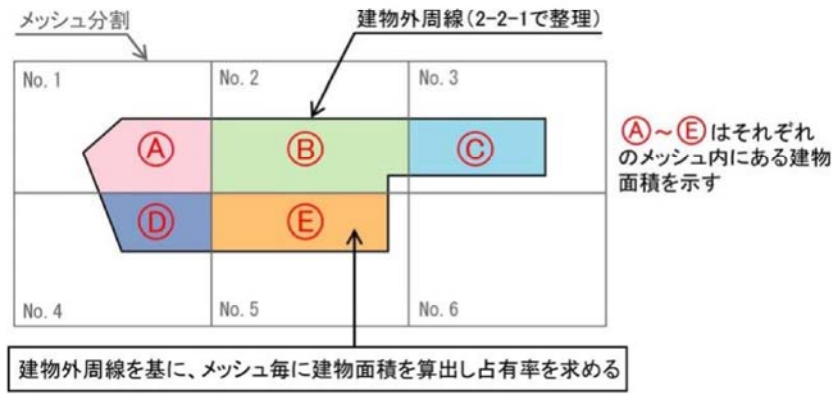 メッシュ分割
建物外周線(2-2-1で整理)
No. 1
No. 2
No. 3
Ⓐ
Ⓑ
Ⓒ
Ⓐ～Ⓔはそれぞれ
のメッシュ内にある建物
面積を示す
Ⓓ
Ⓔ
No. 4
No. 5
No. 6
建物外周線を基に、メッシュ毎に建物面積を算出し占有率を求める